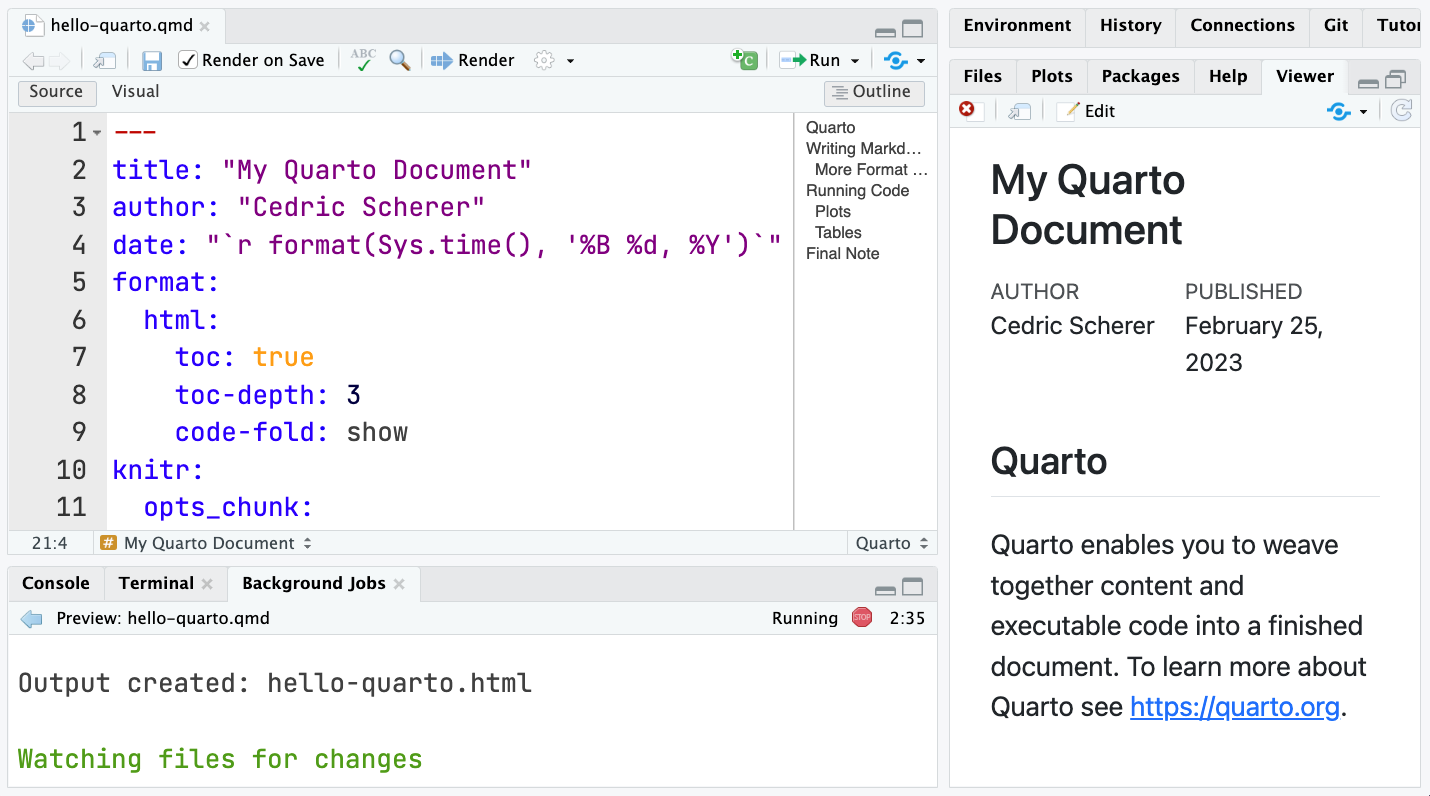 hello-quarto.qmd
Render on Save ABC Render Run
Source Visual Outline
1 ---
2 title: "My Quarto Document"
3 author: "Cedric Scherer"
4 date: "`r format(Sys.time(), '%B %d, %Y')`"
5 format:
6   html:
7     toc: true
8     toc-depth: 3
9     code-fold: show
10 knitr:
11   opts_chunk:
Quarto
Writing Markd...
More Format ...
Running Code
Plots
Tables
Final Note
21:4 # My Quarto Document Quarto
Console Terminal Background Jobs
Preview: hello-quarto.qmd Running STOP 2:35
Output created: hello-quarto.html
Watching files for changes
Environment History Connections Git Tutor
Files Plots Packages Help Viewer
Edit
My Quarto
Document
AUTHOR PUBLISHED
Cedric Scherer February 25,
2023
Quarto
Quarto enables you to weave
together content and
executable code into a finished
document. To learn more about
Quarto see https://quarto.org.